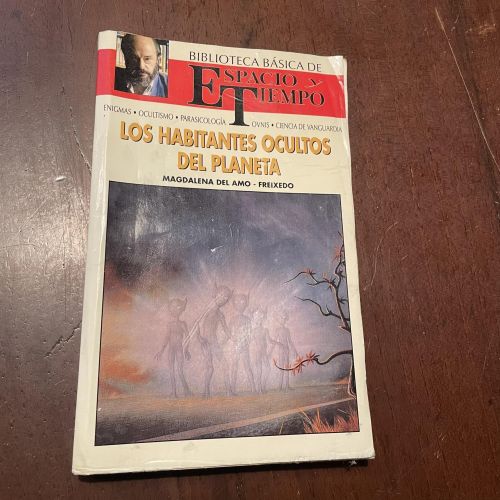 BIBLIOTECA BÁSICA DE
ESPACIO Y
TIEMPO
ENIGMAS • OCULTISMO • PARASICOLOGÍA OVNIS • CIENCIA DE VANGUARDIA
LOS HABITANTES OCULTOS
DEL PLANETA
MAGDALENA DEL AMO - FREIXEDO